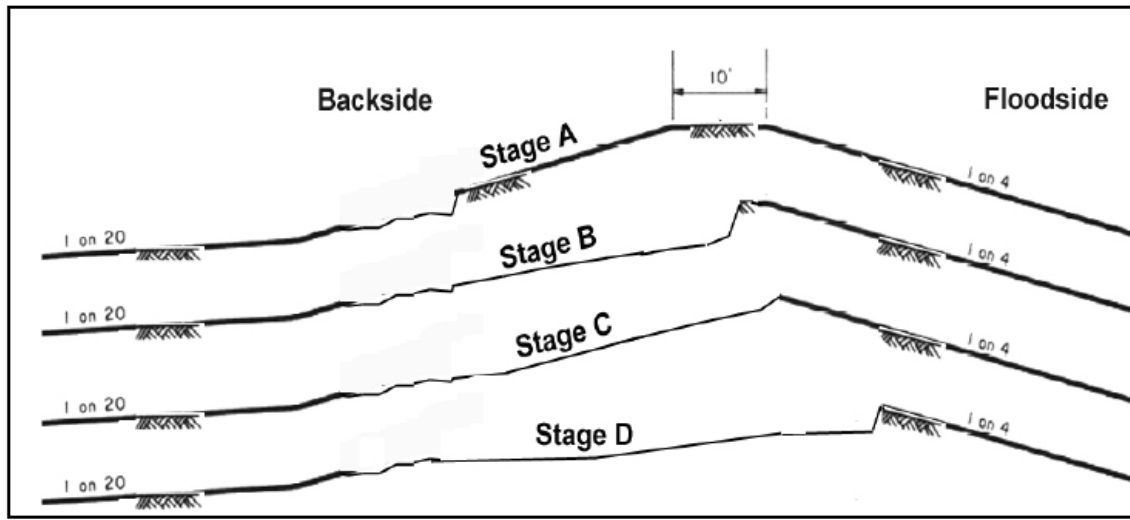 10'
Backside
Floodside
Stage A
1 on 4
1 on 20
Stage B
1 on 4
1 on 20
Stage C
1 on 4
1 on 20
Stage D
1 on 4
1 on 20